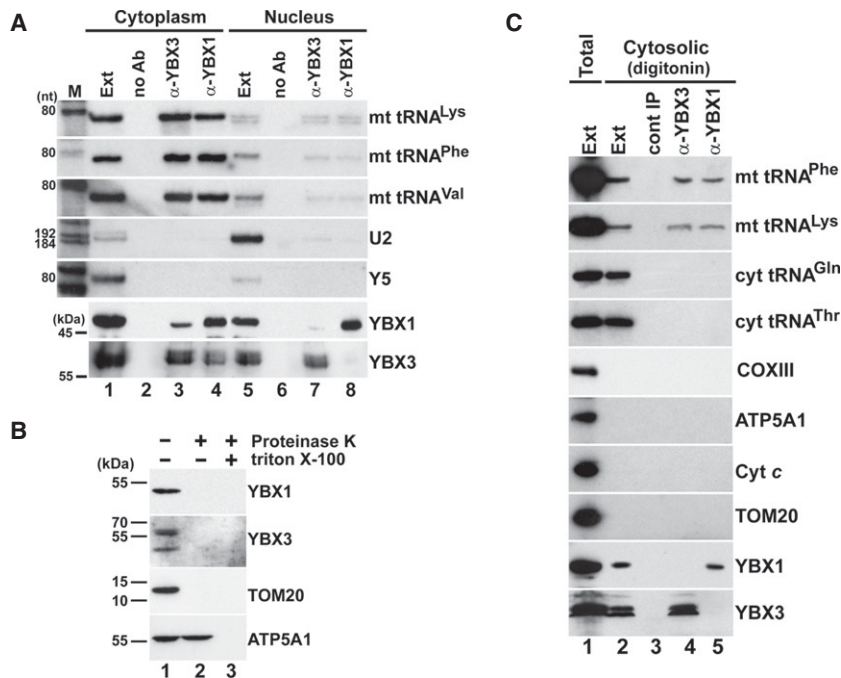 A
Cytoplasm Nucleus
(nt) M Ext no Ab α-YBX3 α-YBX1 Ext no Ab α-YBX3 α-YBX1
80 mt tRNALys
80 mt tRNAPhe
80 mt tRNAVal
192
184 U2
80 Y5
(kDa)
45 YBX1
55 YBX3
1 2 3 4 5 6 7 8
B
− + + Proteinase K
− − + triton X-100
(kDa)
55 YBX1
70
55 YBX3
15
10 TOM20
55 ATP5A1
1 2 3
C
Total Cytosolic
(digitonin)
Ext Ext cont IP α-YBX3 α-YBX1
mt tRNAPhe
mt tRNALys
cyt tRNAGln
cyt tRNAThr
COXIII
ATP5A1
Cyt c
TOM20
YBX1
YBX3
1 2 3 4 5